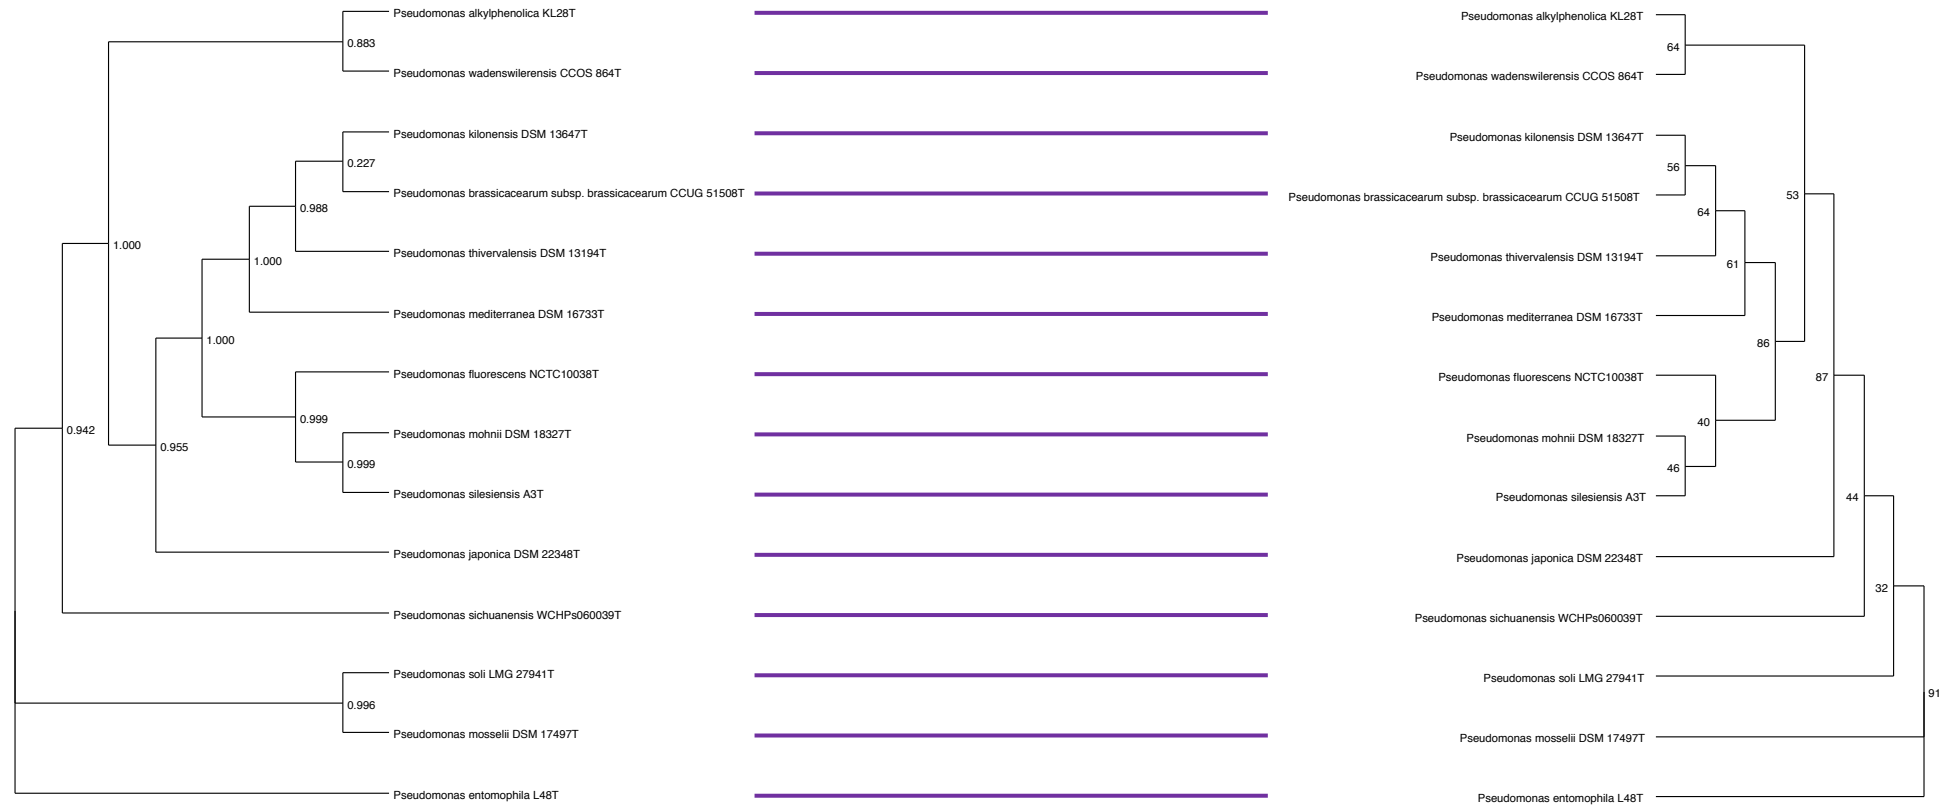 Pseudomonas alkylphenolica KL28T
0.883
Pseudomonas wadenswilerensis CCOS 864T
Pseudomonas kilonensis DSM 13647T
0.227
Pseudomonas brassicacearum subsp. brassicacearum CCUG 51508T
0.988
1.000
Pseudomonas thivervalensis DSM 13194T
1.000
Pseudomonas mediterranea DSM 16733T
1.000
Pseudomonas fluorescens NCTC10038T
0.999
0.942
Pseudomonas mohnii DSM 18327T
0.955
0.999
Pseudomonas silesiensis A3T
Pseudomonas japonica DSM 22348T
Pseudomonas sichuanensis WCHPs060039T
Pseudomonas soli LMG 27941T
0.996
Pseudomonas mosselii DSM 17497T
Pseudomonas entomophila L48T
Pseudomonas alkylphenolica KL28T
64
Pseudomonas wadenswilerensis CCOS 864T
Pseudomonas kilonensis DSM 13647T
56
Pseudomonas brassicacearum subsp. brassicacearum CCUG 51508T
53
64
Pseudomonas thivervalensis DSM 13194T
61
Pseudomonas mediterranea DSM 16733T
86
Pseudomonas fluorescens NCTC10038T
87
40
Pseudomonas mohnii DSM 18327T
46
Pseudomonas silesiensis A3T
44
Pseudomonas japonica DSM 22348T
32
Pseudomonas sichuanensis WCHPs060039T
Pseudomonas soli LMG 27941T
91
Pseudomonas mosselii DSM 17497T
Pseudomonas entomophila L48T